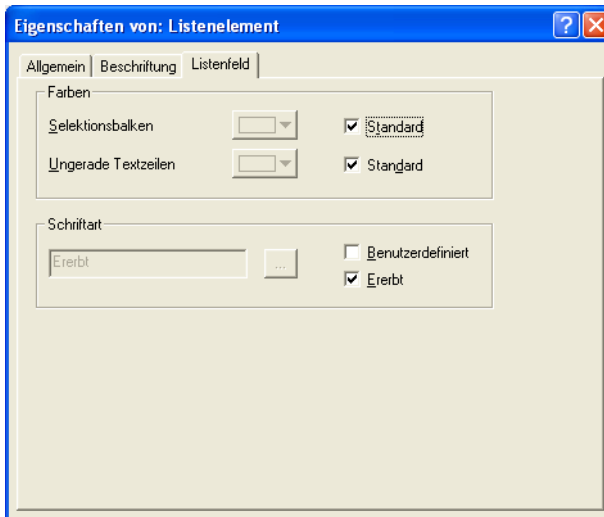 Eigenschaften von: Listenelement
Allgemein Beschriftung Listenfeld
Farben
Selektionsbalken Standard
Ungerade Textzeilen Standard
Schriftart
Ererbt ... Benutzerdefiniert
Ererbt